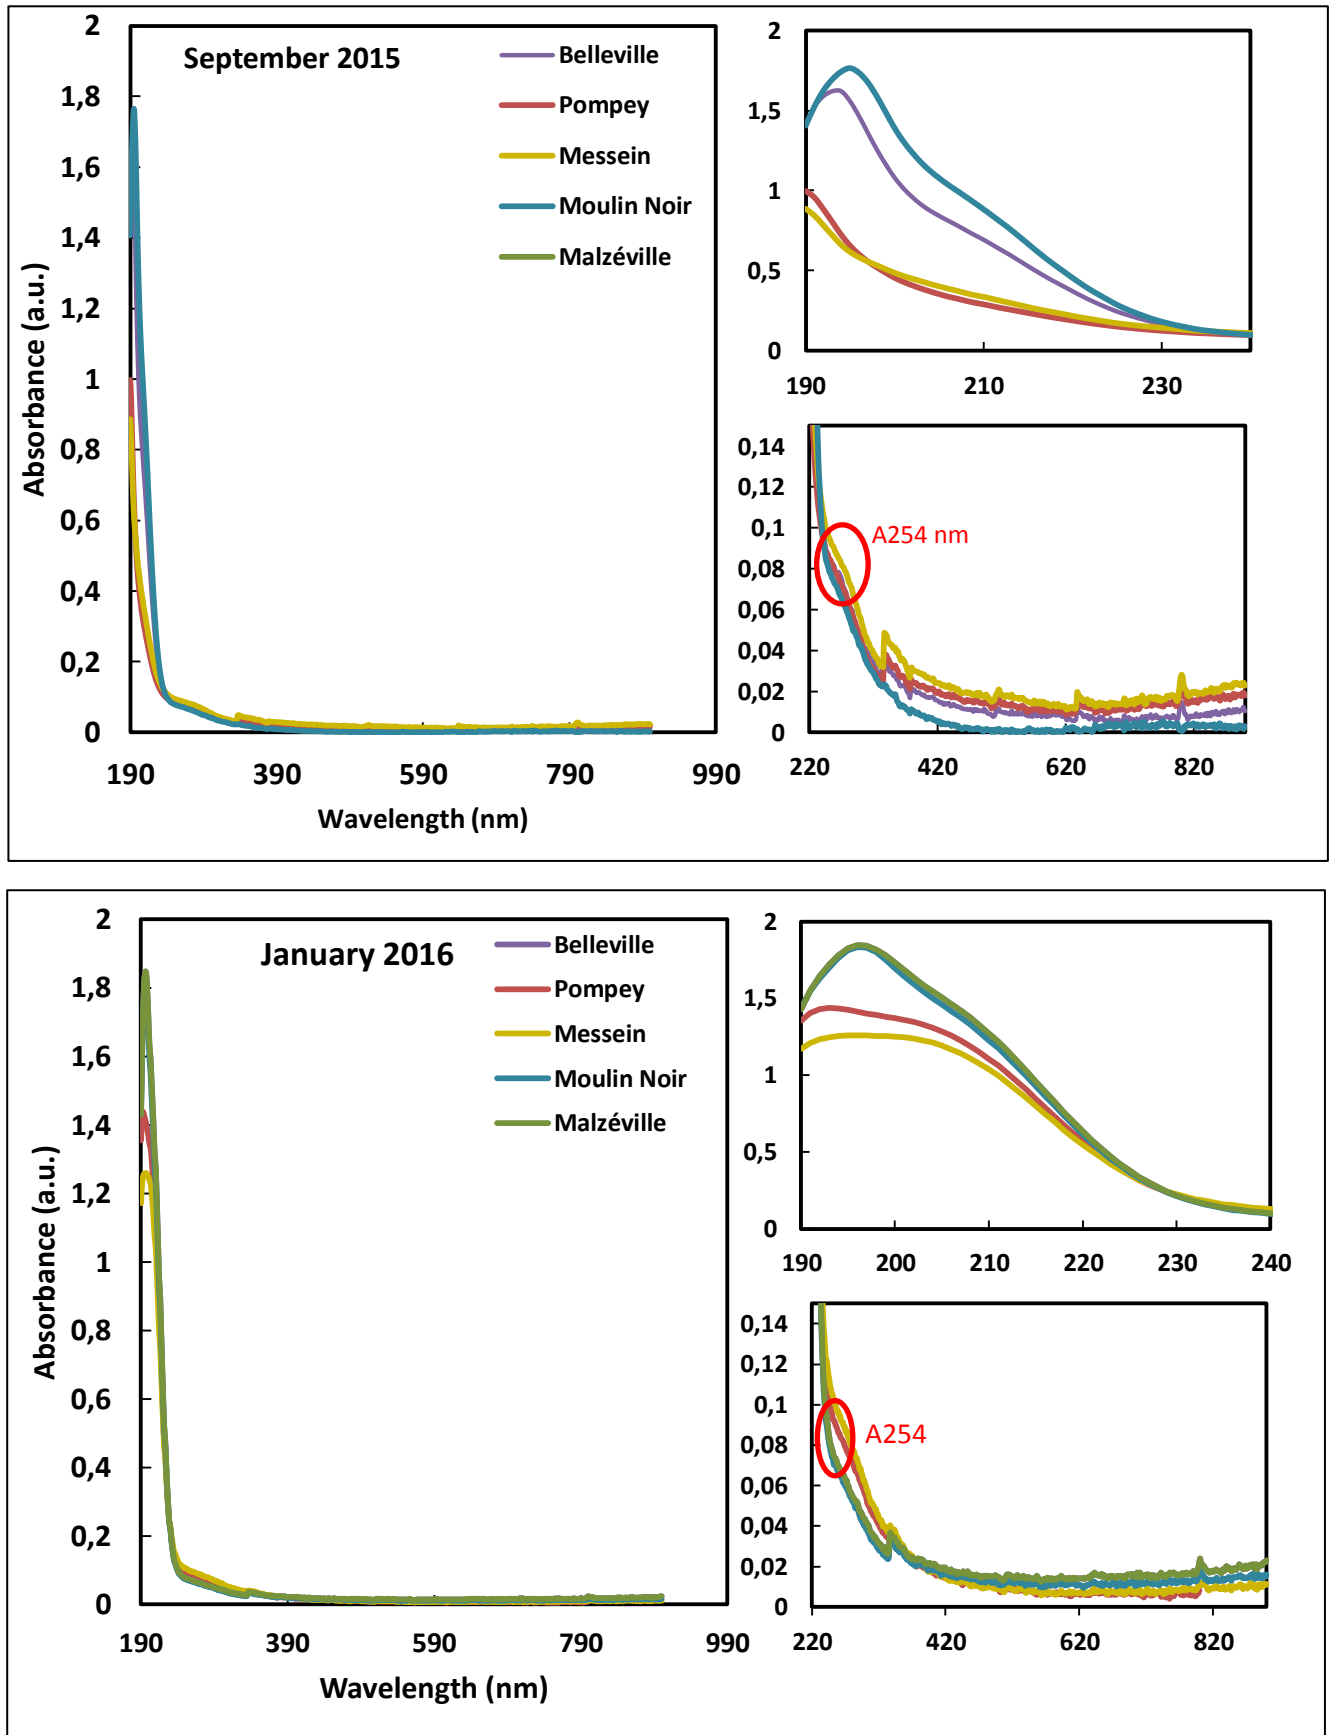 September 2015
Belleville
Pompey
Messein
Moulin Noir
Malzéville
2
1,8
1,6
1,4
1,2
1
0,8
0,6
0,4
0,2
0
Absorbance (a.u.)
190 390 590 790 990
Wavelength (nm)
2
1,5
1
0,5
0
190 210 230
0,14
0,12
0,1
0,08
0,06
0,04
0,02
0
A254 nm
220 420 620 820
January 2016
Belleville
Pompey
Messein
Moulin Noir
Malzéville
2
1,8
1,6
1,4
1,2
1
0,8
0,6
0,4
0,2
0
Absorbance (a.u.)
190 390 590 790 990
Wavelength (nm)
2
1,5
1
0,5
0
190 200 210 220 230 240
0,14
0,12
0,1
0,08
0,06
0,04
0,02
0
A254
220 420 620 820